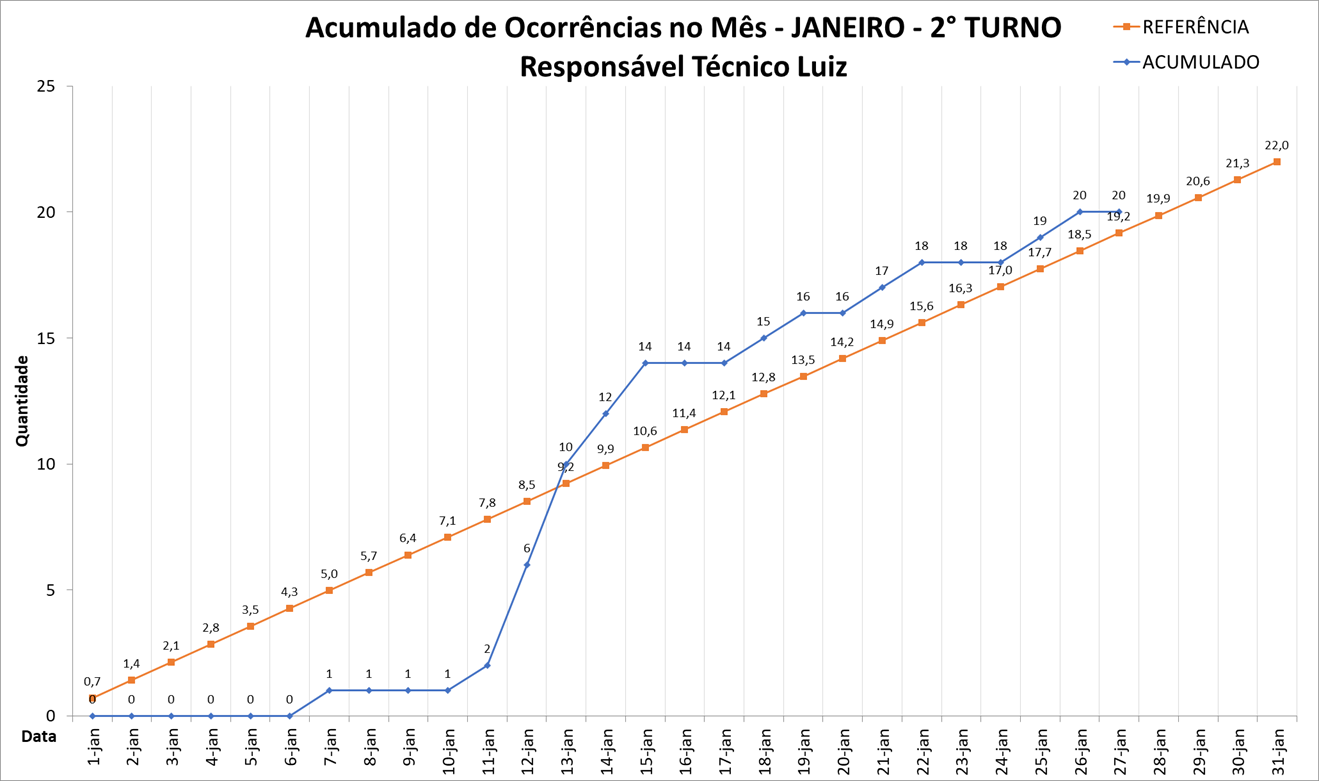 Acumulado de Ocorrências no Mês - JANEIRO - 2° TURNO
Responsável Técnico Luiz
REFERÊNCIA
ACUMULADO
Quantidade
25
20
15
10
5
0
0,7 1,4 2,1 2,8 3,5 4,3 5,0 5,7 6,4 7,1 7,8 8,5 9,2 9,9 10,6 11,4 12,1 12,8 13,5 14,2 14,9 15,6 16,3 17,0 17,7 18,5 19,2 19,9 20,6 21,3 22,0
0 0 0 0 0 0 1 1 1 1 2 6 10 12 14 14 14 15 16 16 17 18 18 18 19 20 20
Data
1-jan 2-jan 3-jan 4-jan 5-jan 6-jan 7-jan 8-jan 9-jan 10-jan 11-jan 12-jan 13-jan 14-jan 15-jan 16-jan 17-jan 18-jan 19-jan 20-jan 21-jan 22-jan 23-jan 24-jan 25-jan 26-jan 27-jan 28-jan 29-jan 30-jan 31-jan